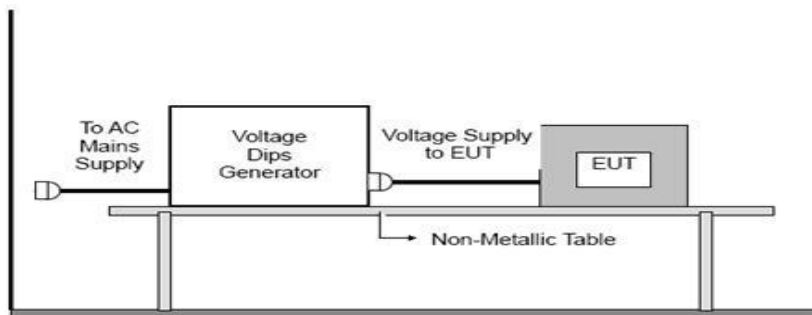 To AC
Mains
Supply
Voltage
Dips
Generator
Voltage Supply
to EUT
EUT
Non-Metallic Table